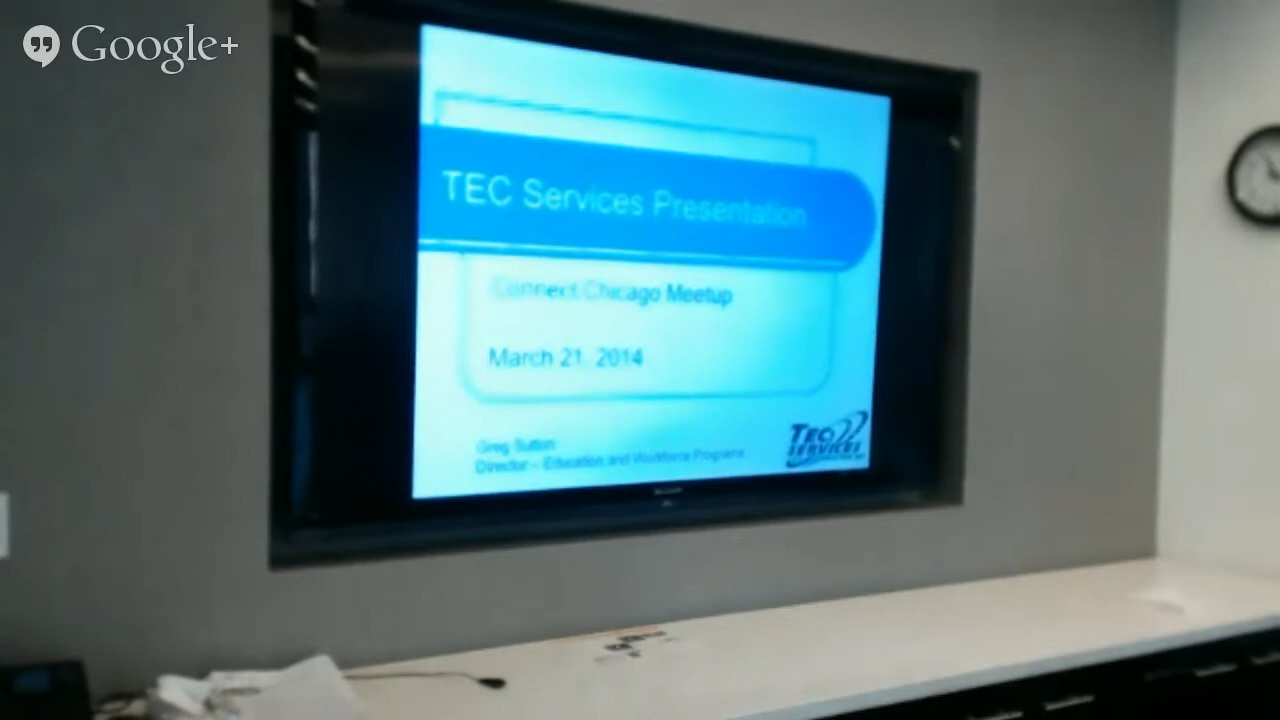 Google+
TEC Services Presentation
Connect Chicago Meetup
March 21, 2014
Greg Sutton
Director - Education and Workforce Programs
TEC
SERVICES